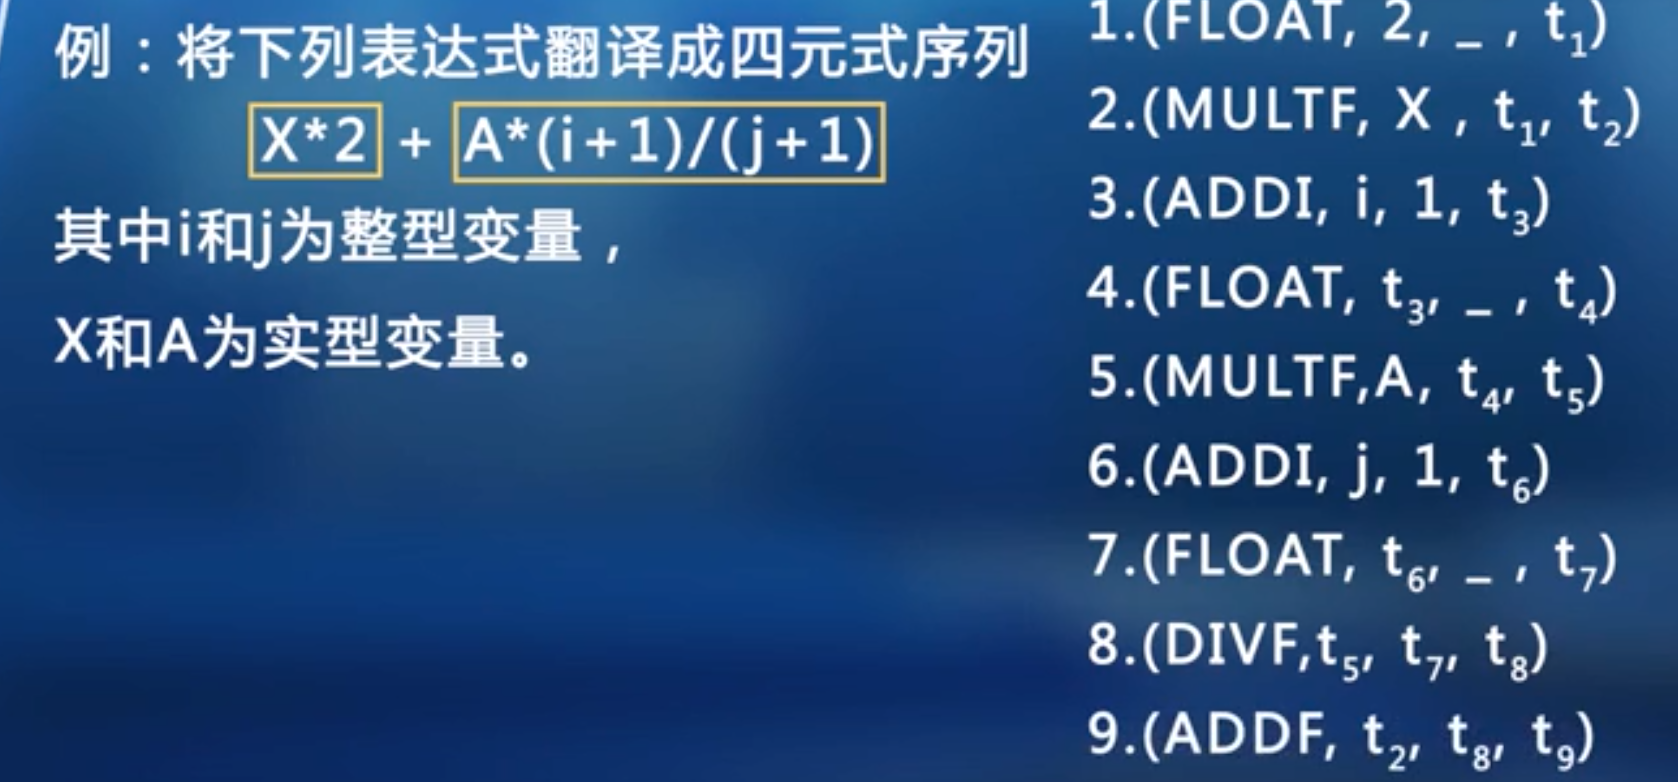 例：将下列表达式翻译成四元式序列
X*2 + A*(i+1)/(j+1)
其中i和j为整型变量，
X和A为实型变量。
1.(FLOAT, 2, _ , t₁)
2.(MULTF, X , t₁, t₂)
3.(ADDI, i, 1, t₃)
4.(FLOAT, t₃, _ , t₄)
5.(MULTF,A, t₄, t₅)
6.(ADDI, j, 1, t₆)
7.(FLOAT, t₆, _ , t₇)
8.(DIVF,t₅, t₇, t₈)
9.(ADDF, t₂, t₈, t₉)